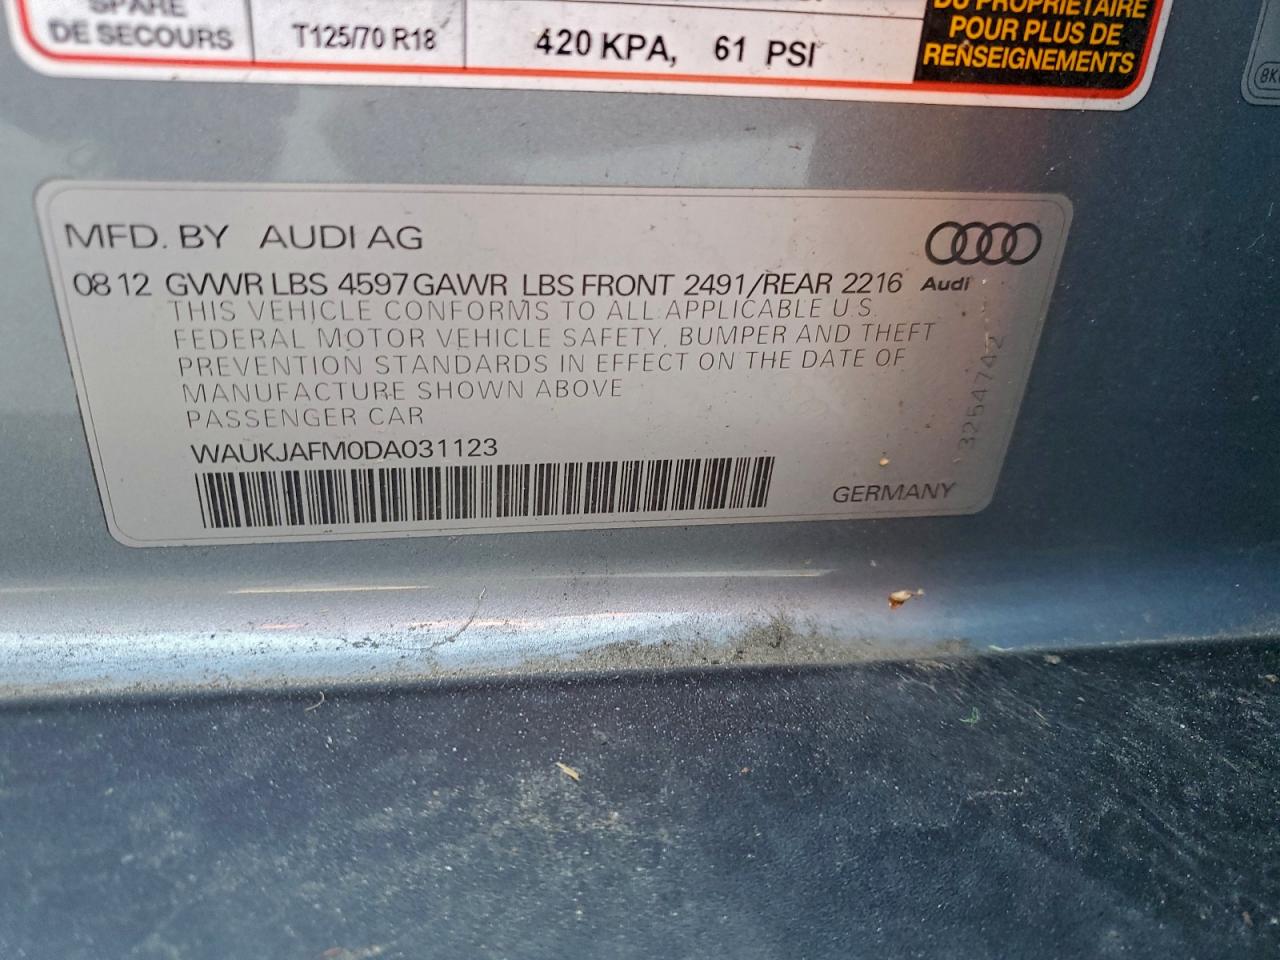 SPARE
DE SECOURS
T125/70 R18
420 KPA, 61 PSI
DU PROPRIÉTAIRE
POUR PLUS DE
RENSEIGNEMENTS
MFD. BY AUDI AG
08 12 GVWR LBS 4597 GAWR LBS FRONT 2491/REAR 2216
Audi
THIS VEHICLE CONFORMS TO ALL APPLICABLE U.S.
FEDERAL MOTOR VEHICLE SAFETY, BUMPER AND THEFT
PREVENTION STANDARDS IN EFFECT ON THE DATE OF
MANUFACTURE SHOWN ABOVE
PASSENGER CAR
WAUKJAFM0DA031123
GERMANY
3254742